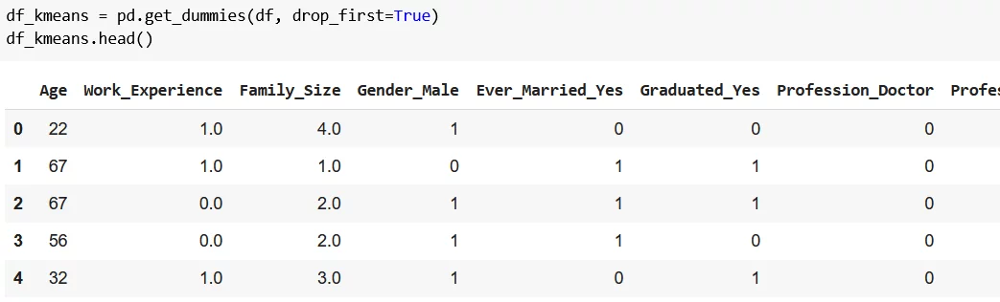 df_kmeans = pd.get_dummies(df, drop_first=True)
df_kmeans.head()
Age Work_Experience Family_Size Gender_Male Ever_Married_Yes Graduated_Yes Profession_Doctor Profes
0 22 1.0 4.0 1 0 0 0
1 67 1.0 1.0 0 1 1 0
2 67 0.0 2.0 1 1 1 0
3 56 0.0 2.0 1 1 0 0
4 32 1.0 3.0 1 0 1 0